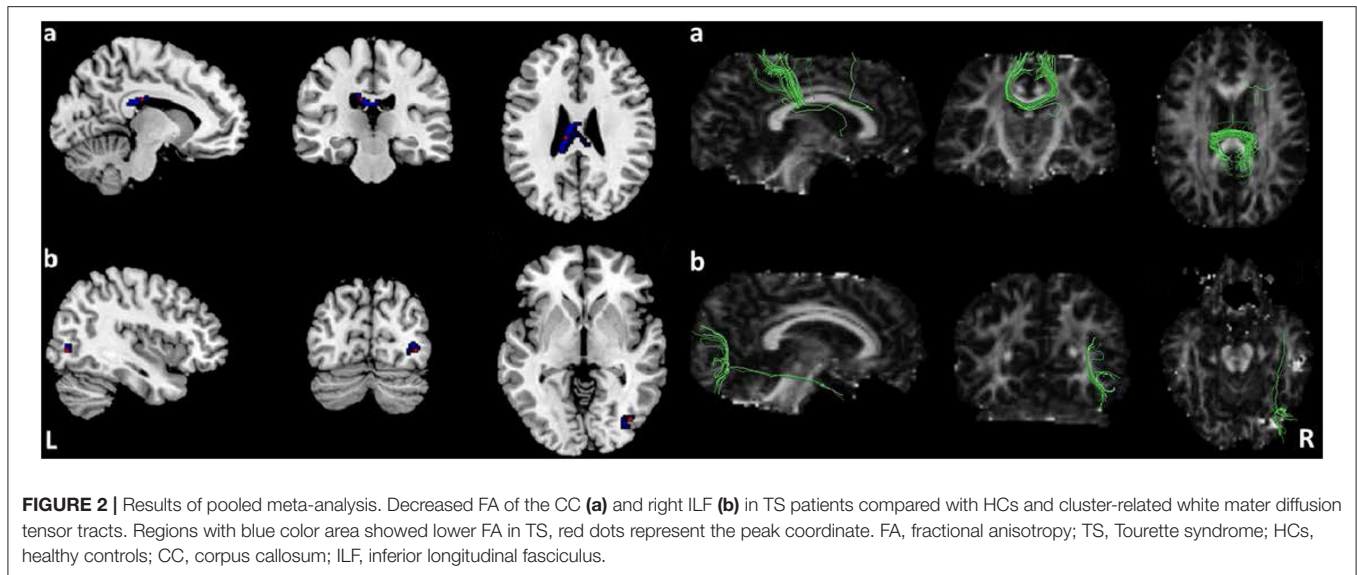 a
a
b
b
L
R
FIGURE 2 | Results of pooled meta-analysis. Decreased FA of the CC (a) and right ILF (b) in TS patients compared with HCs and cluster-related white mater diffusion
tensor tracts. Regions with blue color area showed lower FA in TS, red dots represent the peak coordinate. FA, fractional anisotropy; TS, Tourette syndrome; HCs,
healthy controls; CC, corpus callosum; ILF, inferior longitudinal fasciculus.